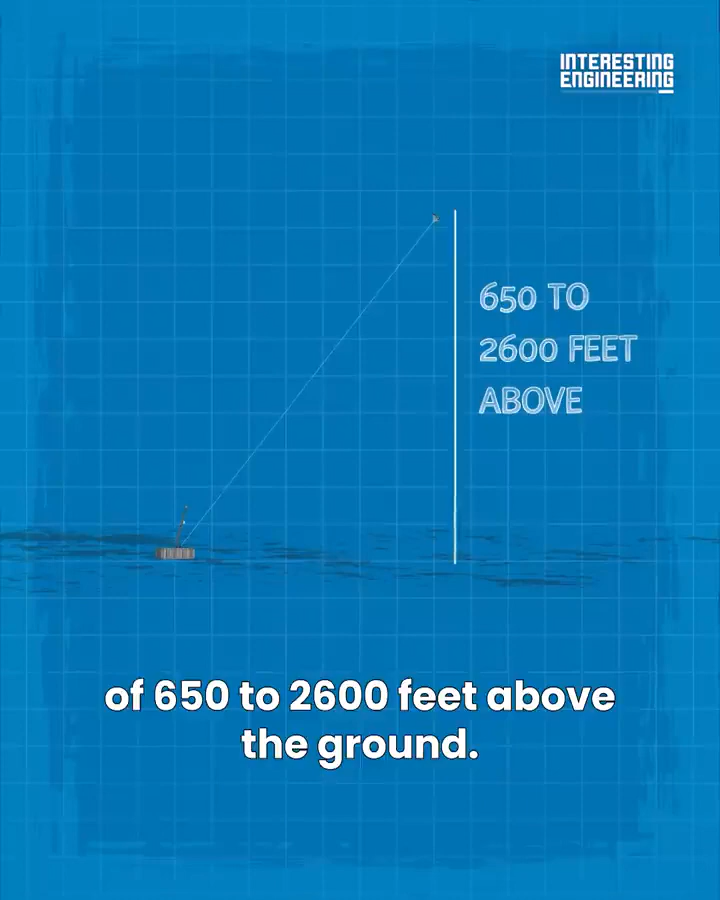 INTERESTING
ENGINEERING
650 TO
2600 FEET
ABOVE
of 650 to 2600 feet above
the ground.